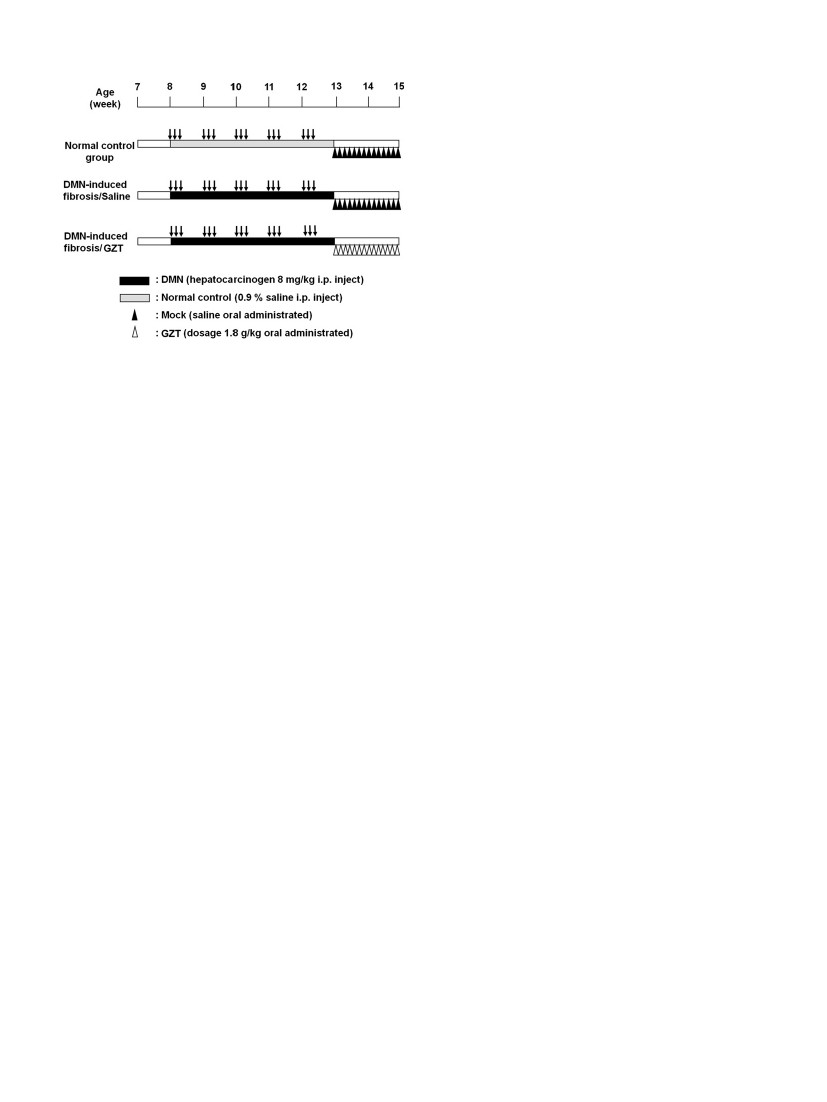 Age
(week)
7 8 9 10 11 12 13 14 15
Normal control
group
DMN-induced
fibrosis/Saline
DMN-induced
fibrosis/GZT
: DMN (hepatocarcinogen 8 mg/kg i.p. inject)
: Normal control (0.9 % saline i.p. inject)
: Mock (saline oral administrated)
: GZT (dosage 1.8 g/kg oral administrated)